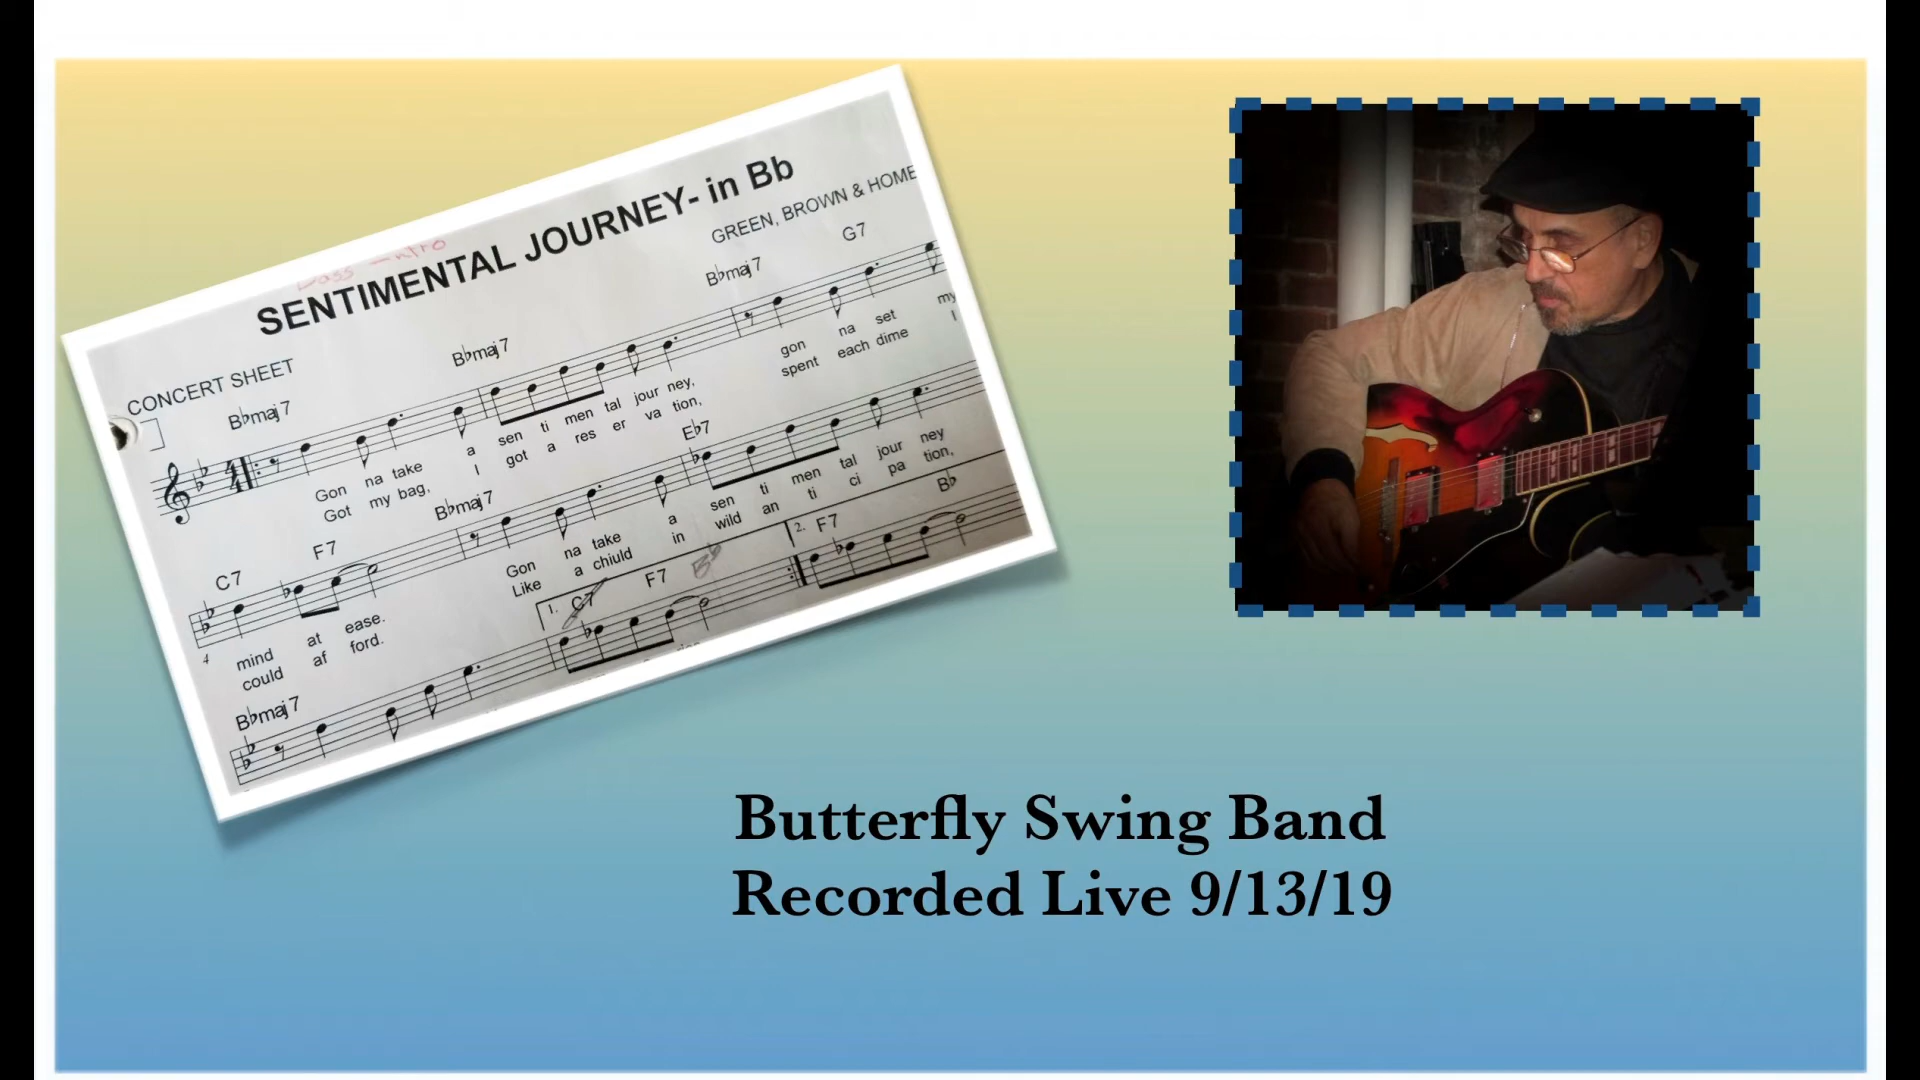 Bass intro
SENTIMENTAL JOURNEY- in Bb
GREEN, BROWN & HOME
CONCERT SHEET
B♭maj7 B♭maj7 B♭maj7 G7
Gon na take a sen ti men tal jour ney, gon na set my
Got my bag, I got a res er va tion, spent each dime I
C7 F7 B♭maj7 E♭7
4
mind at ease. Gon na take a sen ti men tal jour ney
could af ford. Like a chiuld in wild an ti ci pa tion,
B♭maj7 1. C7 F7 B♭ 2. F7 B♭
Butterfly Swing Band
Recorded Live 9/13/19